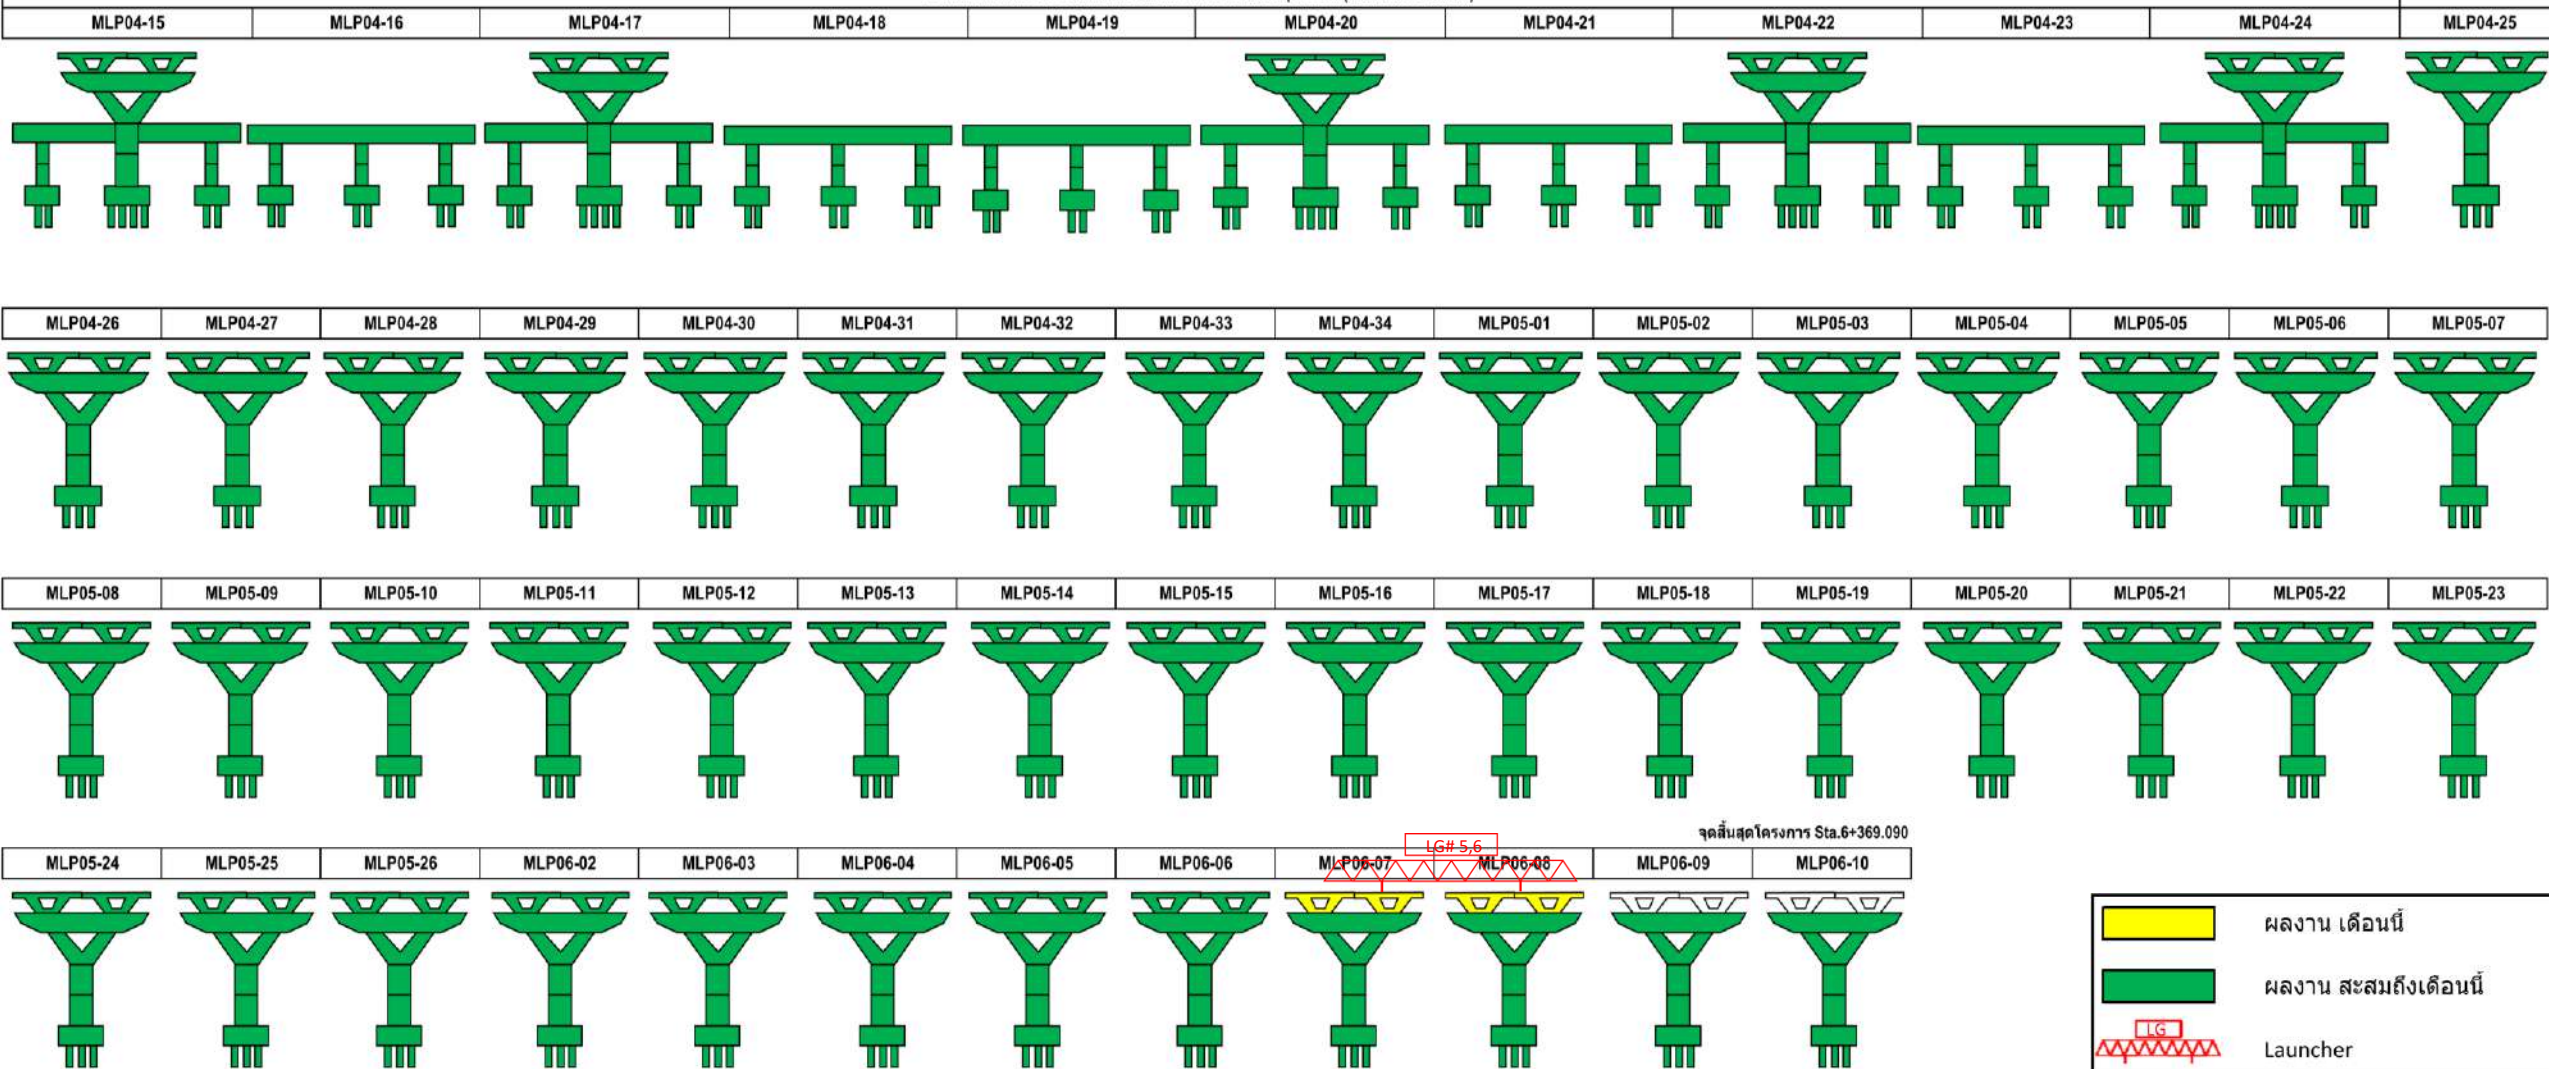 MLP04-15 MLP04-16 MLP04-17 MLP04-18 MLP04-19 MLP04-20 MLP04-21 MLP04-22 MLP04-23 MLP04-24 MLP04-25
MLP04-26 MLP04-27 MLP04-28 MLP04-29 MLP04-30 MLP04-31 MLP04-32 MLP04-33 MLP04-34 MLP05-01 MLP05-02 MLP05-03 MLP05-04 MLP05-05 MLP05-06 MLP05-07
MLP05-08 MLP05-09 MLP05-10 MLP05-11 MLP05-12 MLP05-13 MLP05-14 MLP05-15 MLP05-16 MLP05-17 MLP05-18 MLP05-19 MLP05-20 MLP05-21 MLP05-22 MLP05-23
จุดสิ้นสุดโครงการ Sta.6+369.090
LG# 5,6
MLP05-24 MLP05-25 MLP05-26 MLP06-02 MLP06-03 MLP06-04 MLP06-05 MLP06-06 MLP06-07 MLP06-08 MLP06-09 MLP06-10
ผลงาน เดือนนี้
ผลงาน สะสมถึงเดือนนี้
LG
Launcher